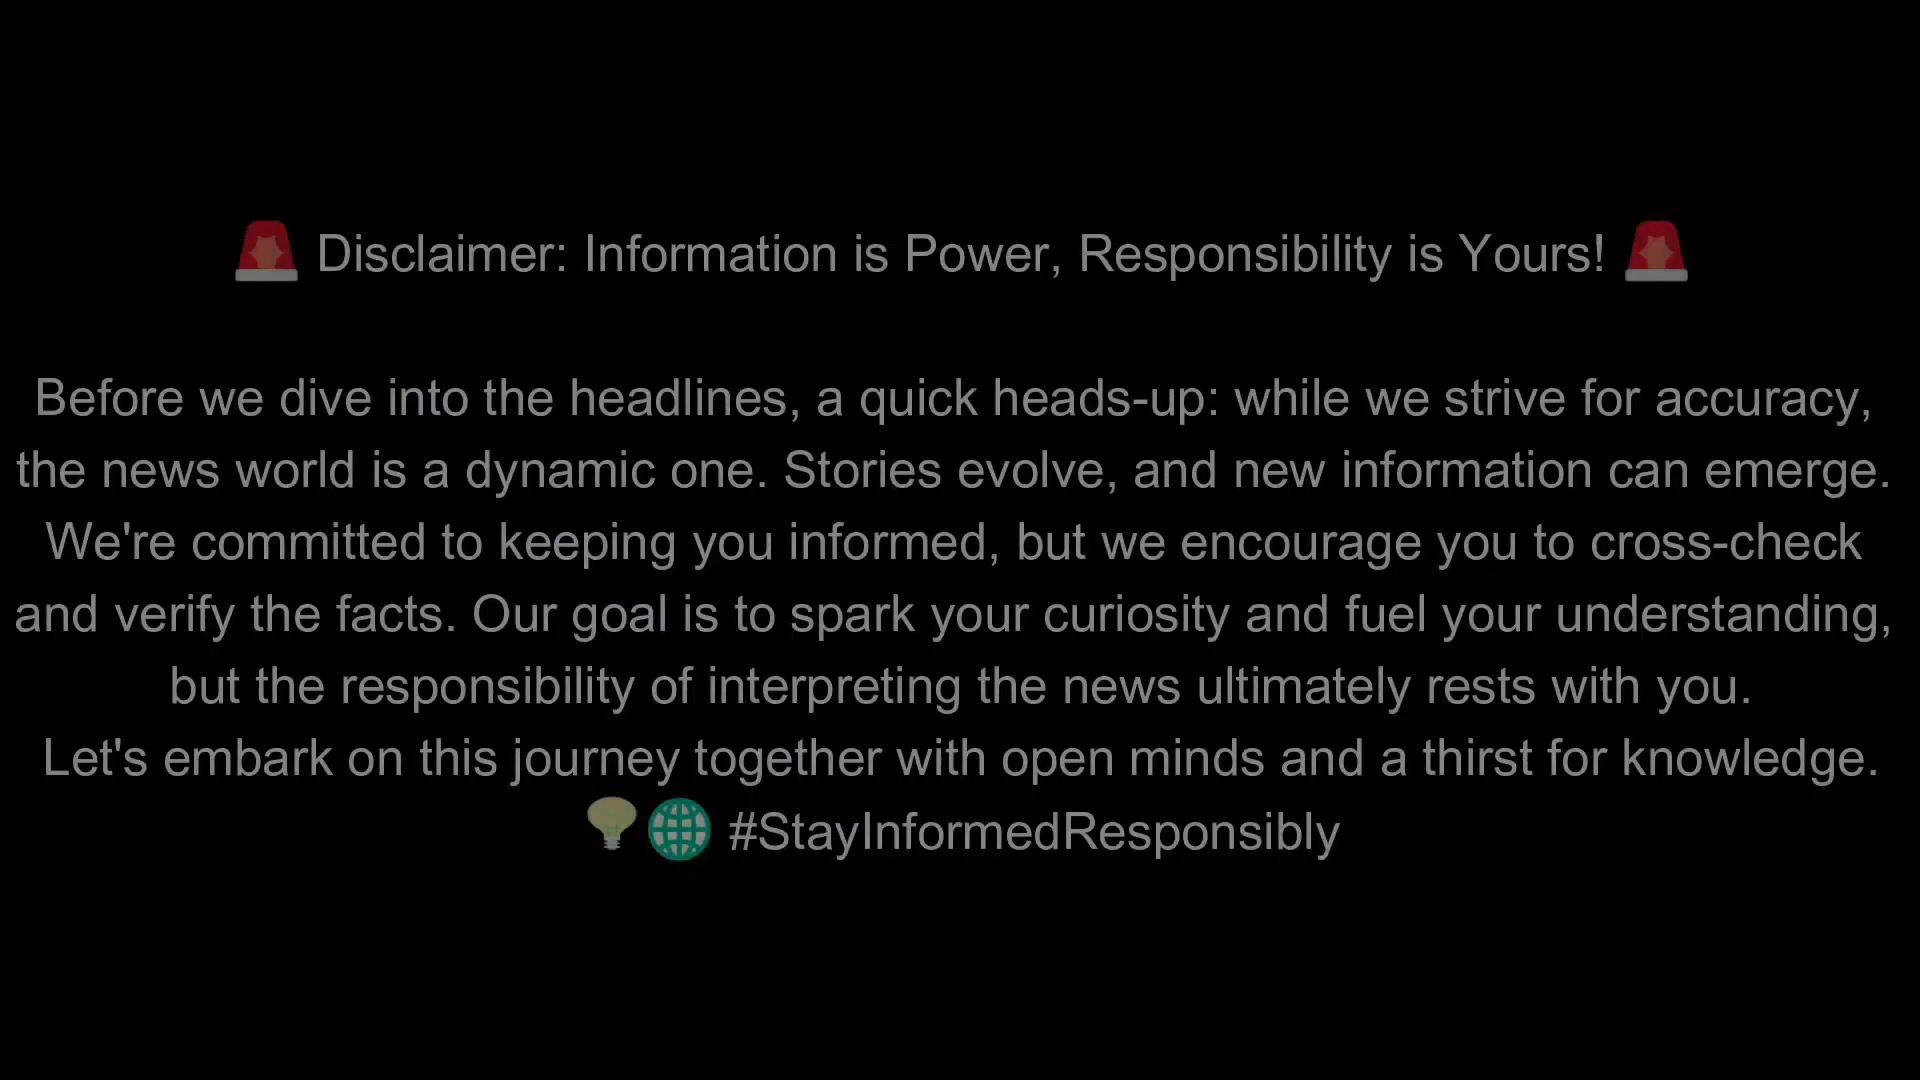 🚨 Disclaimer: Information is Power, Responsibility is Yours! 🚨
Before we dive into the headlines, a quick heads-up: while we strive for accuracy,
the news world is a dynamic one. Stories evolve, and new information can emerge.
We're committed to keeping you informed, but we encourage you to cross-check
and verify the facts. Our goal is to spark your curiosity and fuel your understanding,
but the responsibility of interpreting the news ultimately rests with you.
Let's embark on this journey together with open minds and a thirst for knowledge.
💡🌐 #StayInformedResponsibly